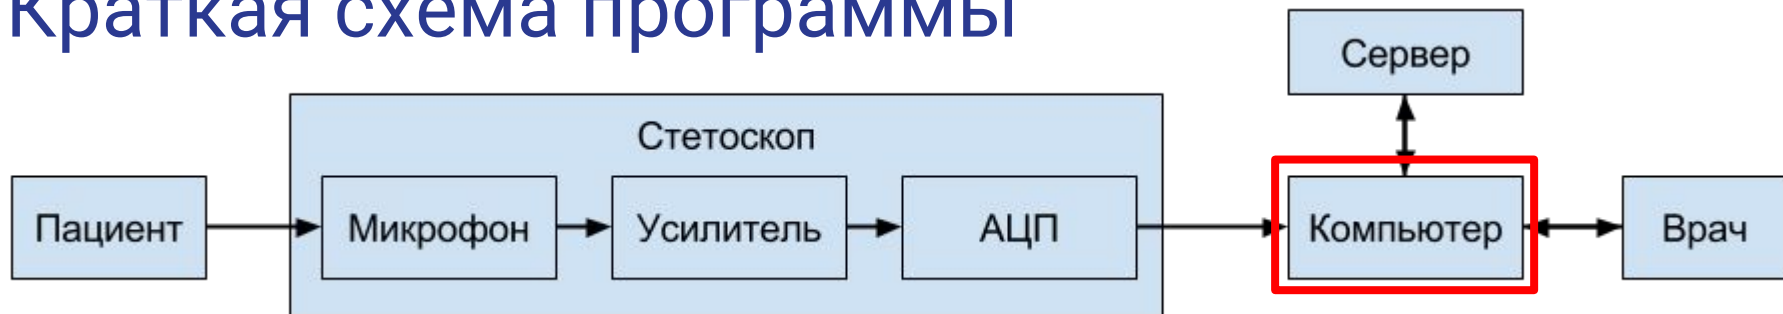 Краткая схема программы
Сервер
Стетоскоп
Пациент
Микрофон
Усилитель
АЦП
Компьютер
Врач